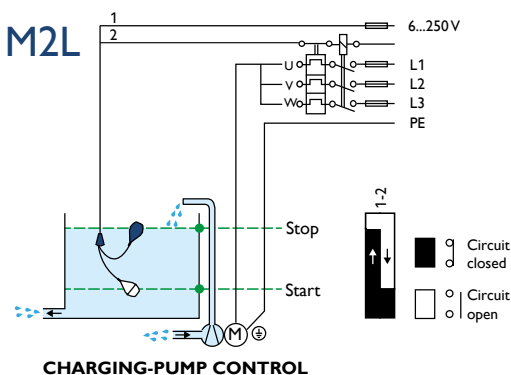 M2L
1
2
6...250 V
U
L1
V
L2
W
L3
PE
Stop
Start
M
1-2
Circuit
closed
Circuit
open
CHARGING-PUMP CONTROL